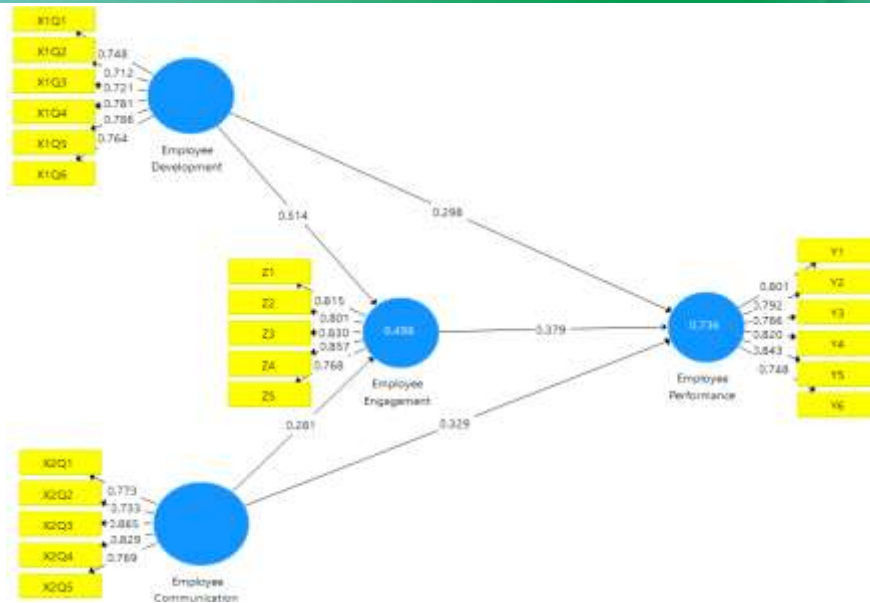 X1Q1
X1Q2
X1Q3
X1Q4
X1Q5
X1Q6
0.748
0.712
0.721
0.781
0.786
0.764
Employee
Development
0.514
0.298
Z1
Z2
Z3
Z4
Z5
0.815
0.801
0.830
0.857
0.768
0.498
Employee
Engagement
0.379
0.736
Employee
Performance
0.801
0.792
0.786
0.820
0.843
0.748
Y1
Y2
Y3
Y4
Y5
Y6
0.281
0.329
X2Q1
X2Q2
X2Q3
X2Q4
X2Q5
0.773
0.733
0.865
0.829
0.769
Employee
Communication